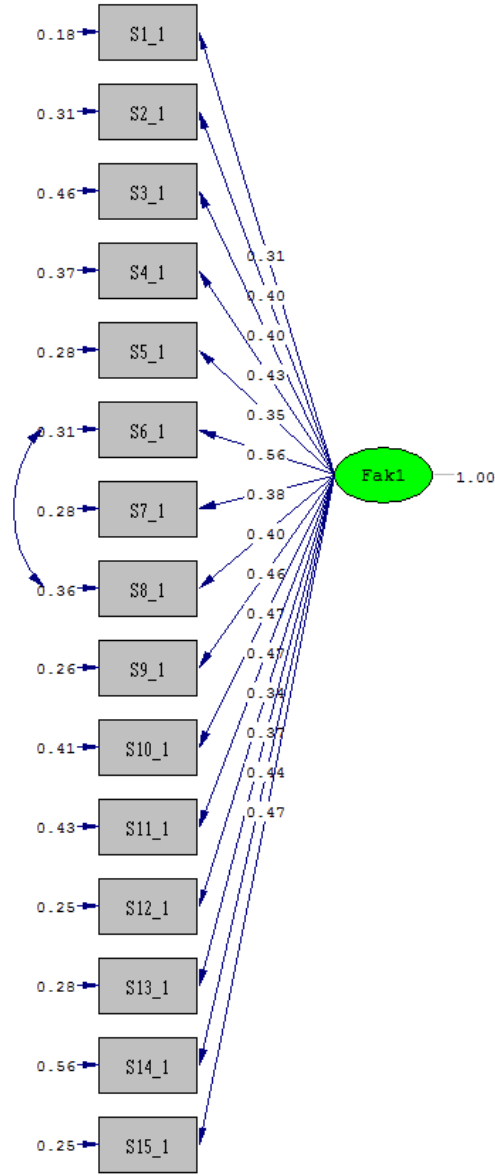 0.18 S1_1
0.31 S2_1
0.46 S3_1
0.31
0.37 S4_1
0.40
0.40
0.28 S5_1
0.43
0.35
0.31 S6_1
0.56
Fak1 1.00
0.28 S7_1
0.38
0.40
0.36 S8_1
0.46
0.47
0.26 S9_1
0.47
0.34
0.41 S10_1
0.37
0.44
0.43 S11_1
0.47
0.25 S12_1
0.28 S13_1
0.56 S14_1
0.25 S15_1